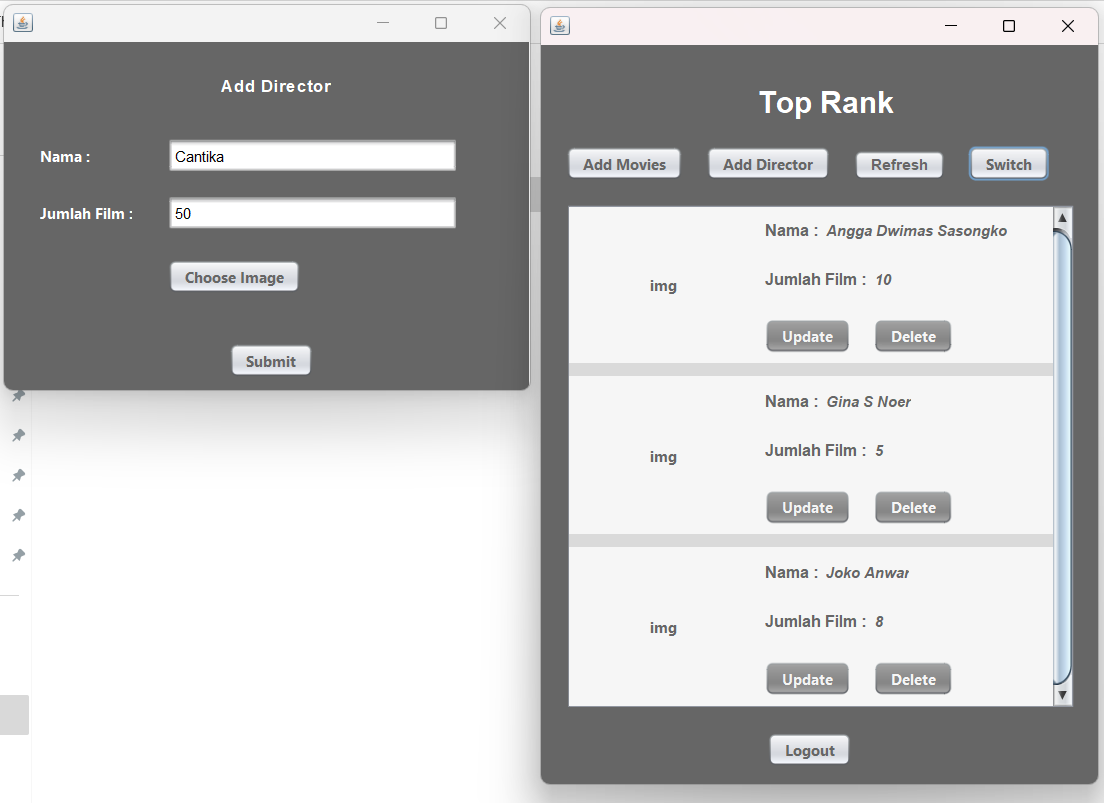 Add Director
Nama :
Cantika
Jumlah Film :
50
Choose Image
Submit
Top Rank
Add Movies
Add Director
Refresh
Switch
img
Nama : Angga Dwimas Sasongko
Jumlah Film : 10
Update
Delete
img
Nama : Gina S Noer
Jumlah Film : 5
Update
Delete
img
Nama : Joko Anwar
Jumlah Film : 8
Update
Delete
Logout